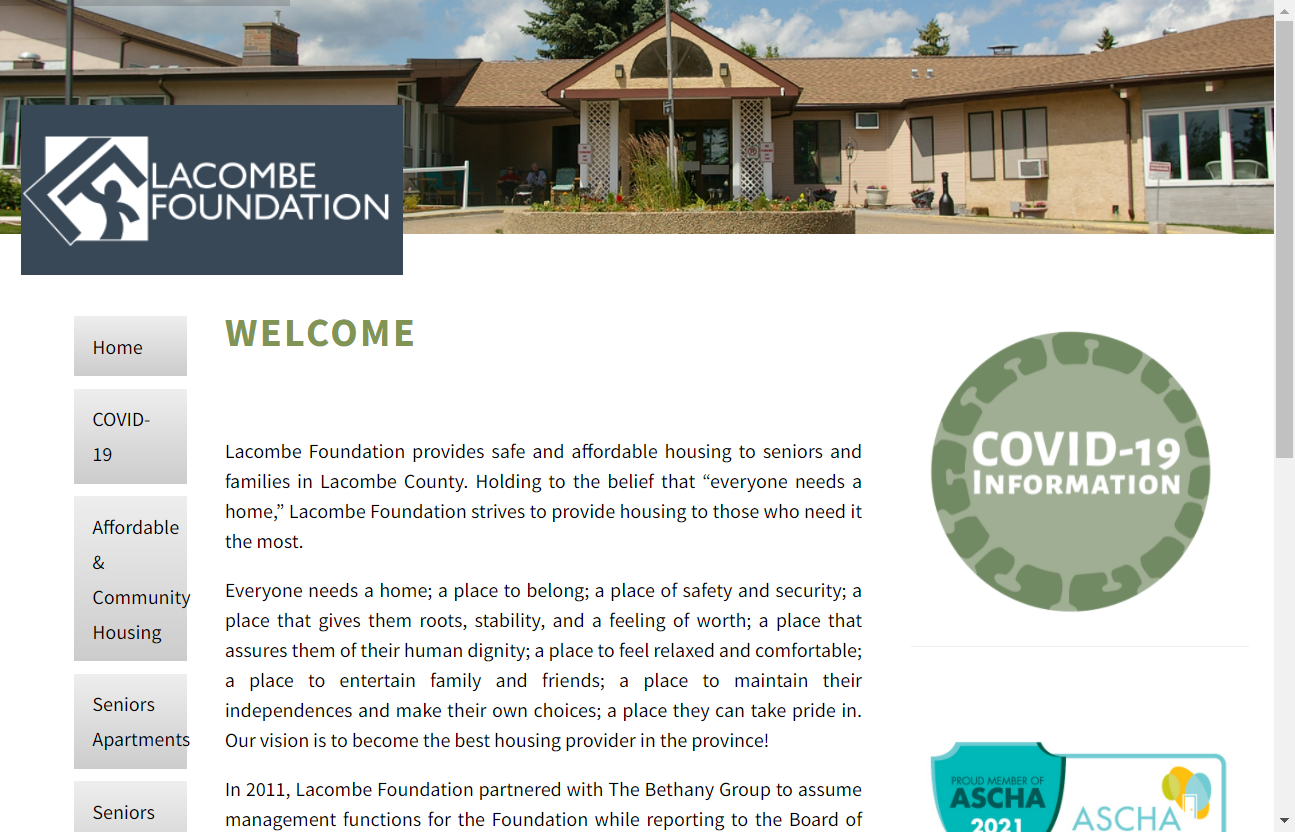 LACOMBE
FOUNDATION
Home
COVID-
19
Affordable
&
Community
Housing
Seniors
Apartments
Seniors
WELCOME
Lacombe Foundation provides safe and affordable housing to seniors and
families in Lacombe County. Holding to the belief that “everyone needs a
home,” Lacombe Foundation strives to provide housing to those who need it
the most.
Everyone needs a home; a place to belong; a place of safety and security; a
place that gives them roots, stability, and a feeling of worth; a place that
assures them of their human dignity; a place to feel relaxed and comfortable;
a place to entertain family and friends; a place to maintain their
independences and make their own choices; a place they can take pride in.
Our vision is to become the best housing provider in the province!
In 2011, Lacombe Foundation partnered with The Bethany Group to assume
management functions for the Foundation while reporting to the Board of
COVID-19
INFORMATION
PROUD MEMBER OF
ASCHA
2021
ASCHA